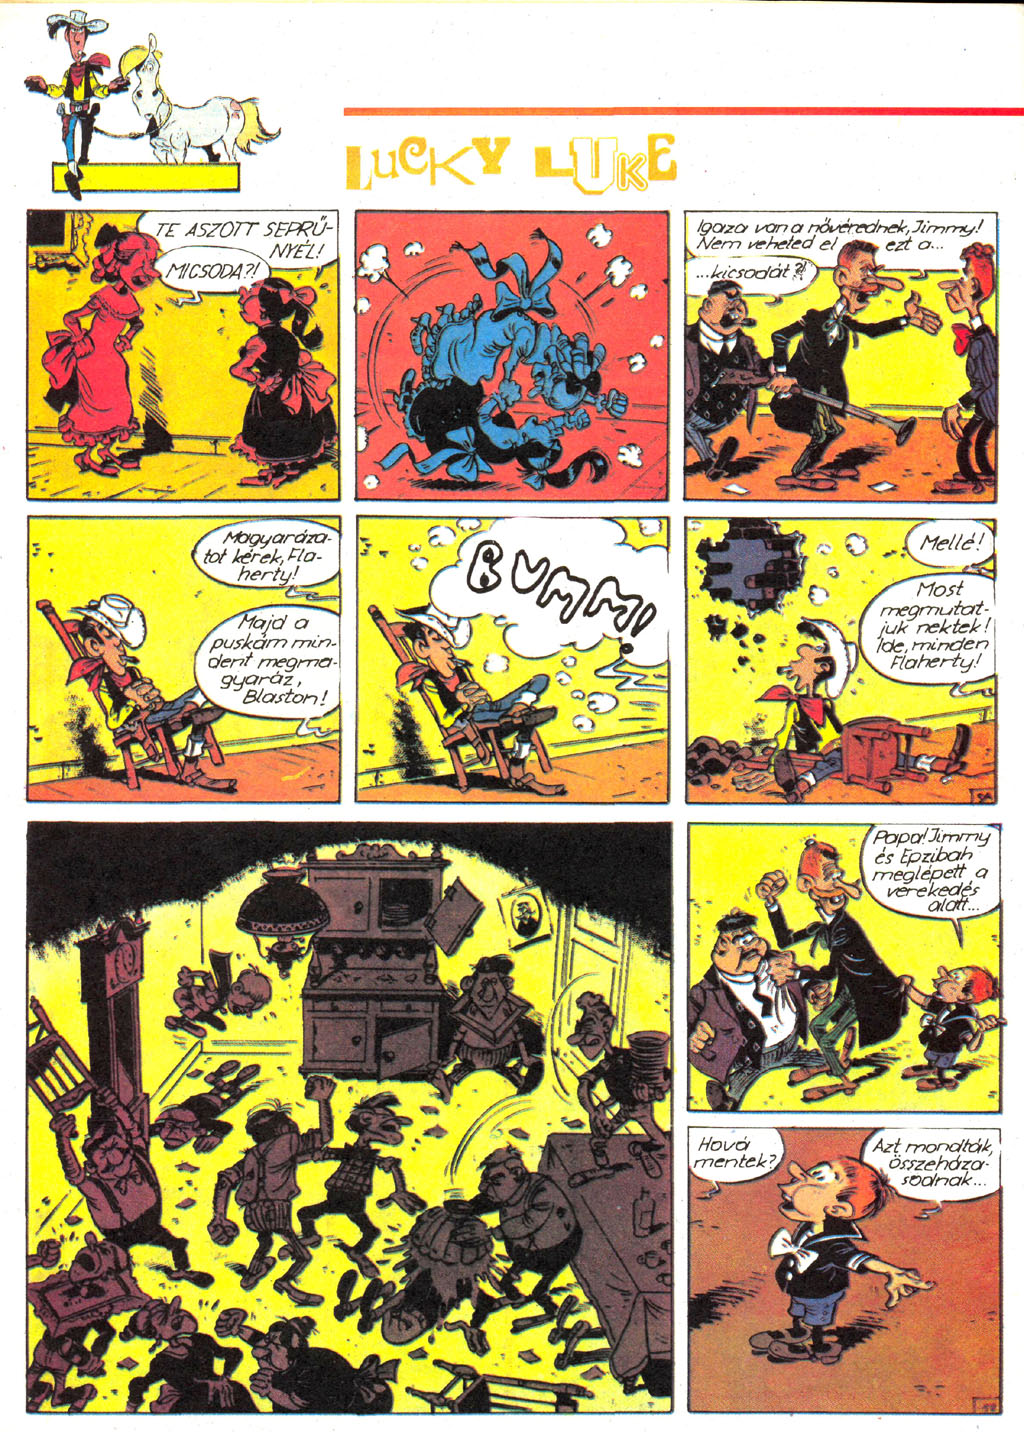 LUCKY LUKE
TE ASZOTT SEPRŰ-
NYÉL!
MICSODA?!
Igaza van a nővérednek, Jimmy!
Nem veheted el ezt a...
...kicsodát?!
Magyaráza-
tot kérek, Fla-
herty!
Majd a
puskám min-
dent megma-
gyaráz,
Blaston!
BUMM!
Mellé!
Most
megmutat-
juk nektek!
Ide, minden
Flaherty!
5A
Papa! Jimmy
és Epzibah
meglépett a
verekedés
alatt...
Hová
mentek?
Azt mondták,
összeháza-
sodnak...